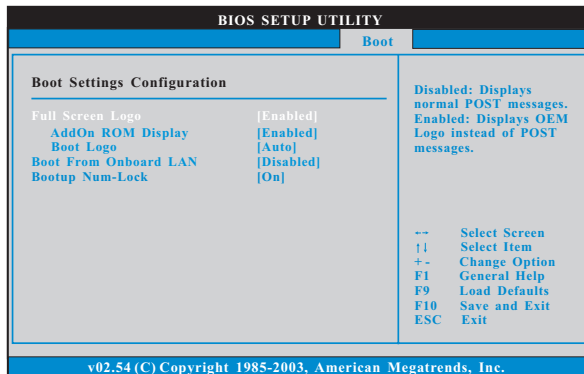 BIOS SETUP UTILITY
Boot
Boot Settings Configuration
Full Screen Logo [Enabled]
AddOn ROM Display [Enabled]
Boot Logo [Auto]
Boot From Onboard LAN [Disabled]
Bootup Num-Lock [On]
Disabled: Displays
normal POST messages.
Enabled: Displays OEM
Logo instead of POST
messages.
←→ Select Screen
↑↓ Select Item
+ - Change Option
F1 General Help
F9 Load Defaults
F10 Save and Exit
ESC Exit
v02.54 (C) Copyright 1985-2003, American Megatrends, Inc.